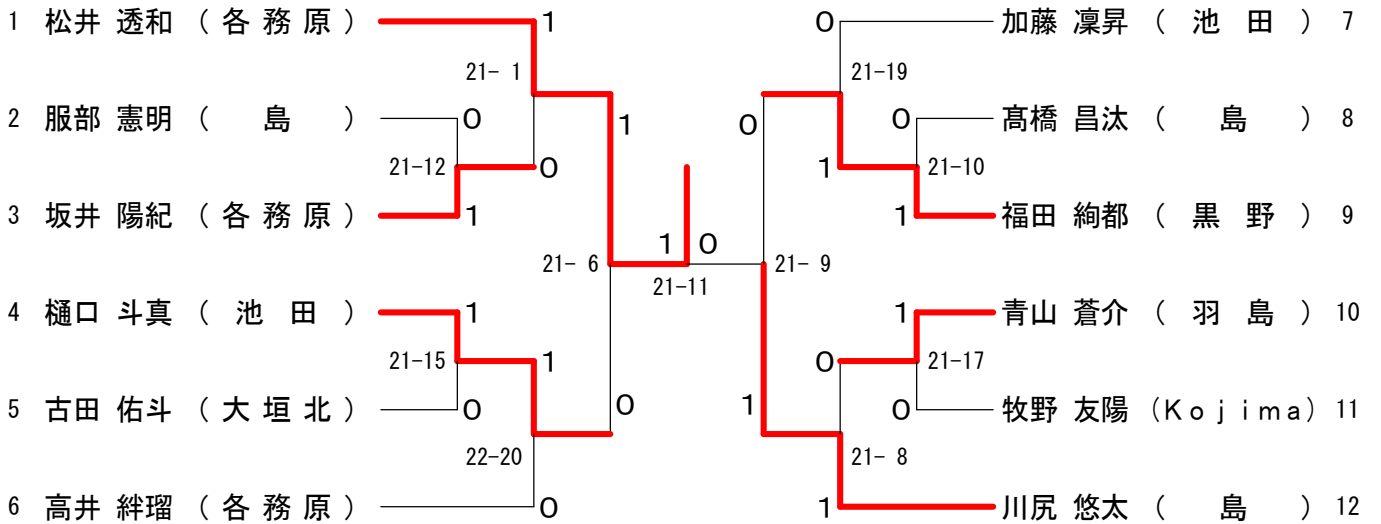 1 松井 透和 ( 各 務 原 ) 1 0 加藤 凜昇 ( 池 田 ) 7
21- 1 21-19
2 服部 憲明 ( 島 ) 0 1 0 0 髙橋 昌汰 ( 島 ) 8
21-12 0 1 21-10
3 坂井 陽紀 ( 各 務 原 ) 1 1 福田 絢都 ( 黒 野 ) 9
1 0
21- 6 21-11 21- 9
4 樋口 斗真 ( 池 田 ) 1 1 青山 蒼介 ( 羽 島 ) 10
21-15 1 0 21-17
5 古田 佑斗 ( 大 垣 北 ) 0 0 1 0 牧野 友陽 (Ｋｏｊｉｍａ) 11
22-20 21- 8
6 高井 絆瑠 ( 各 務 原 ) 0 1 川尻 悠太 ( 島 ) 12